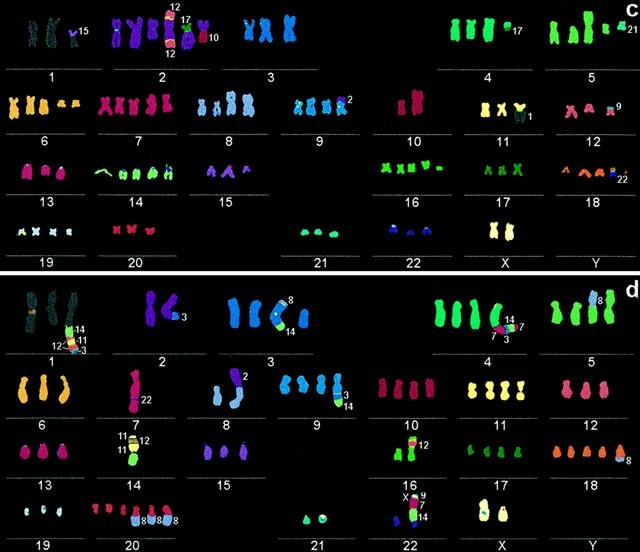 c
12
15 17 10 17 21
12
1 2 3 4 5
2 1 9
6 7 8 9 10 11 12
22
13 14 15 16 17 18
19 20 21 22 X Y
d
8 8
3 14 14 7
14 7 3
12 11
3
1 2 3 4 5
2
22 3
14
6 7 8 9 10 11 12
11 12 12
11 8
13 14 15 16 17 18
X 9
7
8 8 8 14
19 20 21 22 X Y